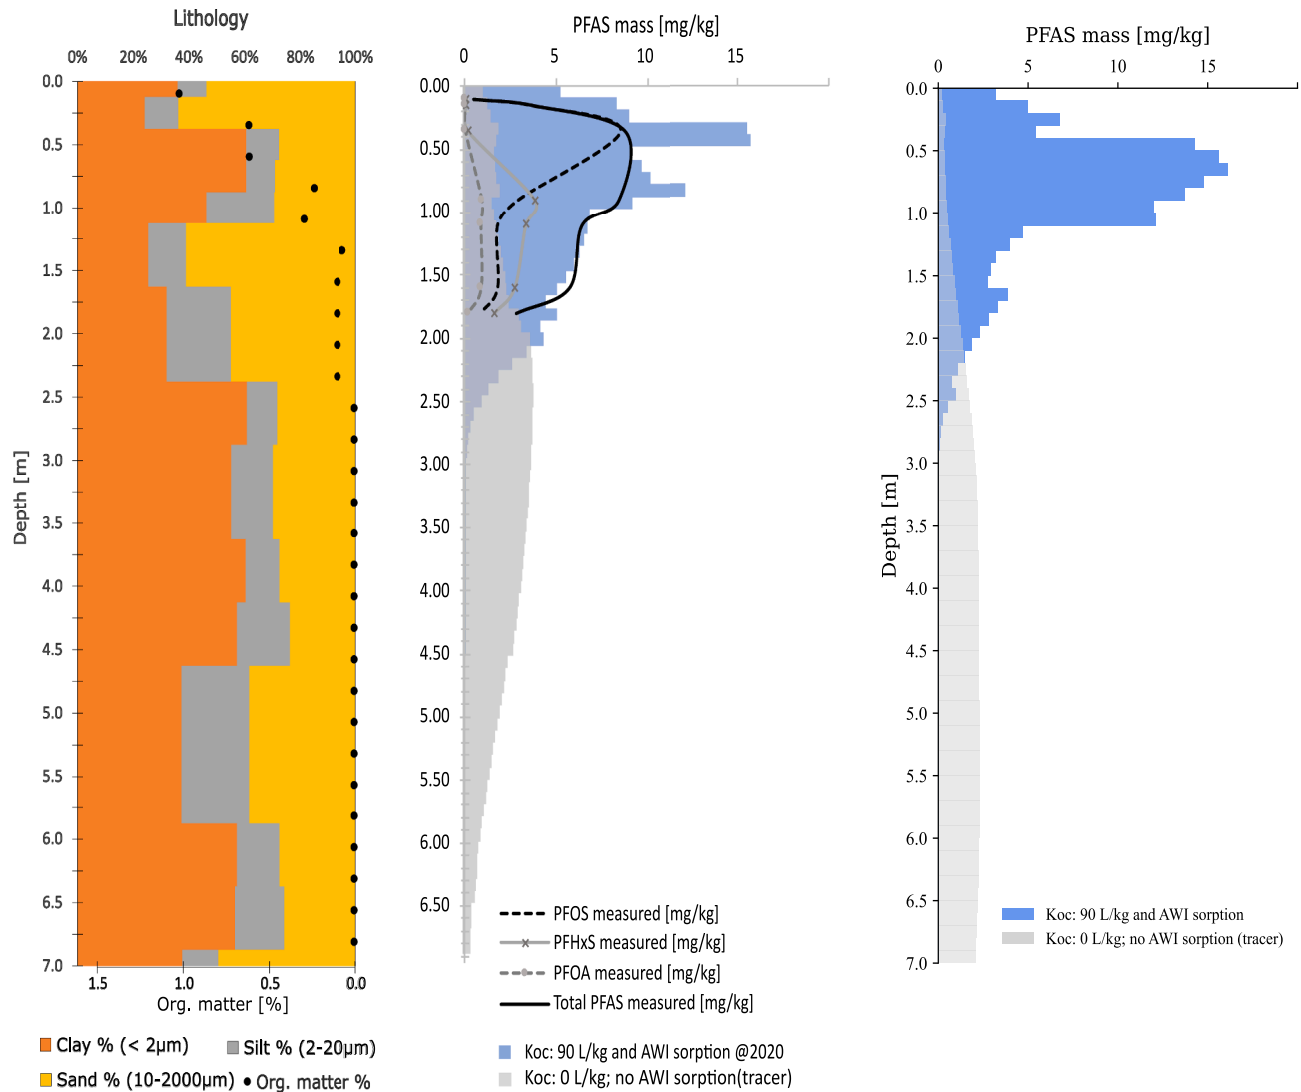 Lithology
0% 20% 40% 60% 80% 100%
0.0
0.5
1.0
1.5
2.0
2.5
3.0
3.5
4.0
4.5
5.0
5.5
6.0
6.5
7.0
Depth [m]
1.5 1.0 0.5 0.0
Org. matter [%]
Clay % (< 2µm)
Silt % (2-20µm)
Sand % (10-2000µm)
Org. matter %
PFAS mass [mg/kg]
0 5 10 15
0.00
0.50
1.00
1.50
2.00
2.50
3.00
3.50
4.00
4.50
5.00
5.50
6.00
6.50
PFOS measured [mg/kg]
PFHxS measured [mg/kg]
PFOA measured [mg/kg]
Total PFAS measured [mg/kg]
Koc: 90 L/kg and AWI sorption @2020
Koc: 0 L/kg; no AWI sorption(tracer)
PFAS mass [mg/kg]
0 5 10 15
0.0
0.5
1.0
1.5
2.0
2.5
3.0
3.5
4.0
4.5
5.0
5.5
6.0
6.5
7.0
Depth [m]
Koc: 90 L/kg and AWI sorption
Koc: 0 L/kg; no AWI sorption (tracer)